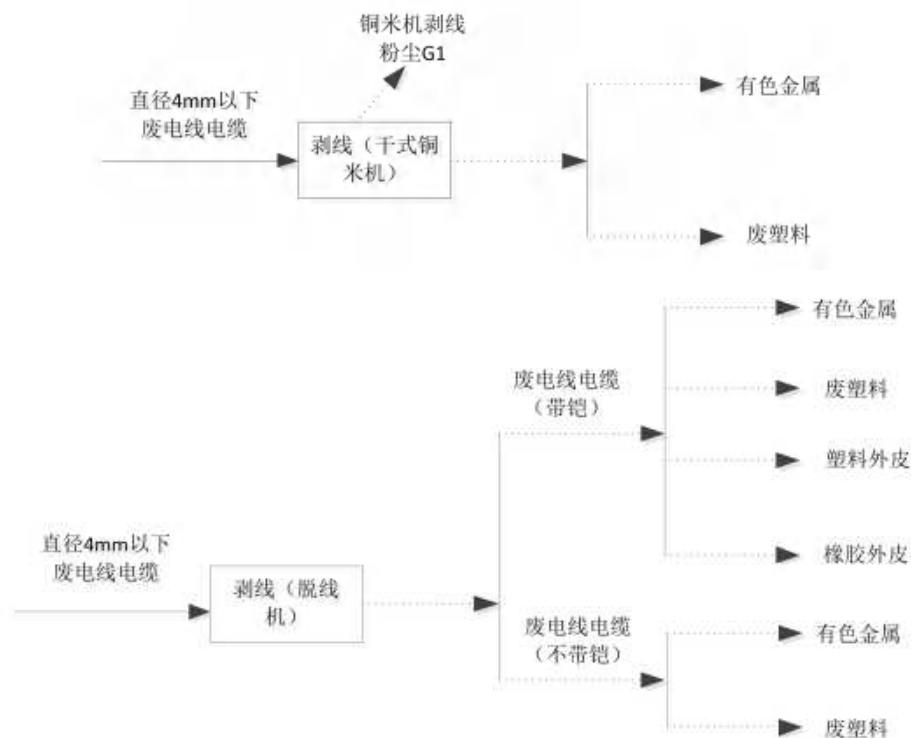 铜米机剥线
粉尘G1
直径4mm以下
废电线电缆
剥线（干式铜
米机）
有色金属
废塑料
直径4mm以下
废电线电缆
剥线（脱线
机）
废电线电缆
（带铠）
有色金属
废塑料
塑料外皮
橡胶外皮
废电线电缆
（不带铠）
有色金属
废塑料